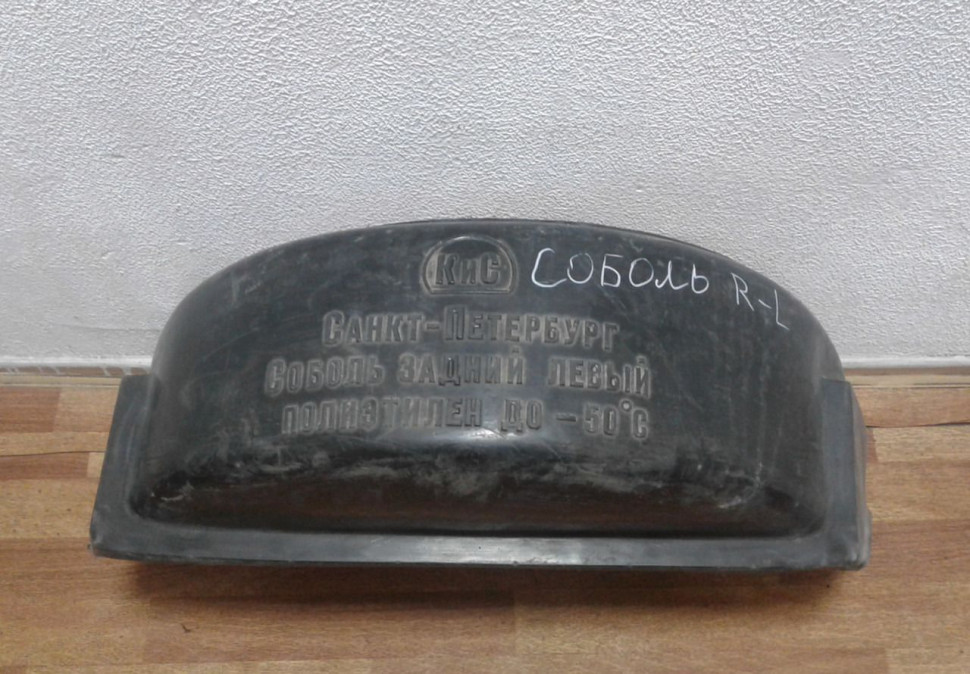 КиС
СОБОЛЬ R-L
САНКТ-ПЕТЕРБУРГ
СОБОЛЬ ЗАДНИЙ ЛЕВЫЙ
ПОЛИЭТИЛЕН ДО -50°С